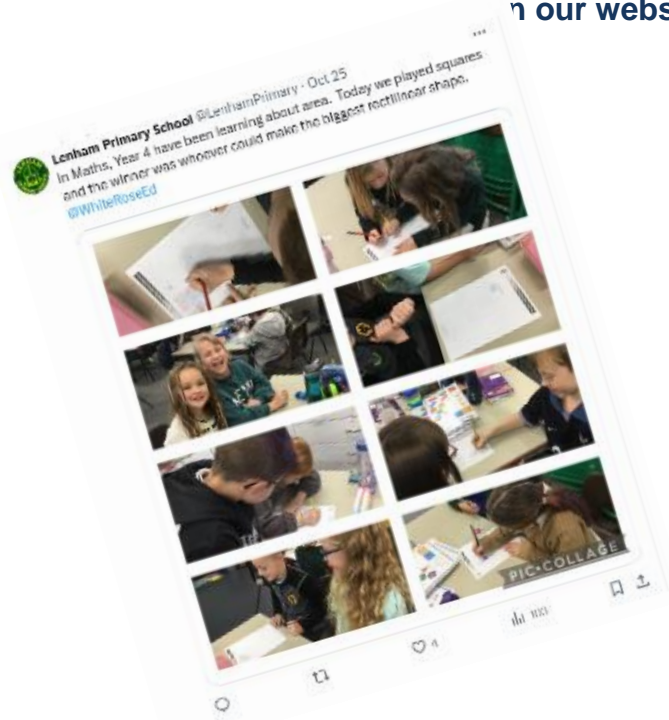 n our webs
Lenham Primary School @LenhamPrimary · Oct 25
In Maths, Year 4 have been learning about area. Today we played squares
and the winner was whoever could make the biggest rectilinear shape.
@WhiteRoseEd
PIC•COLLAGE
4